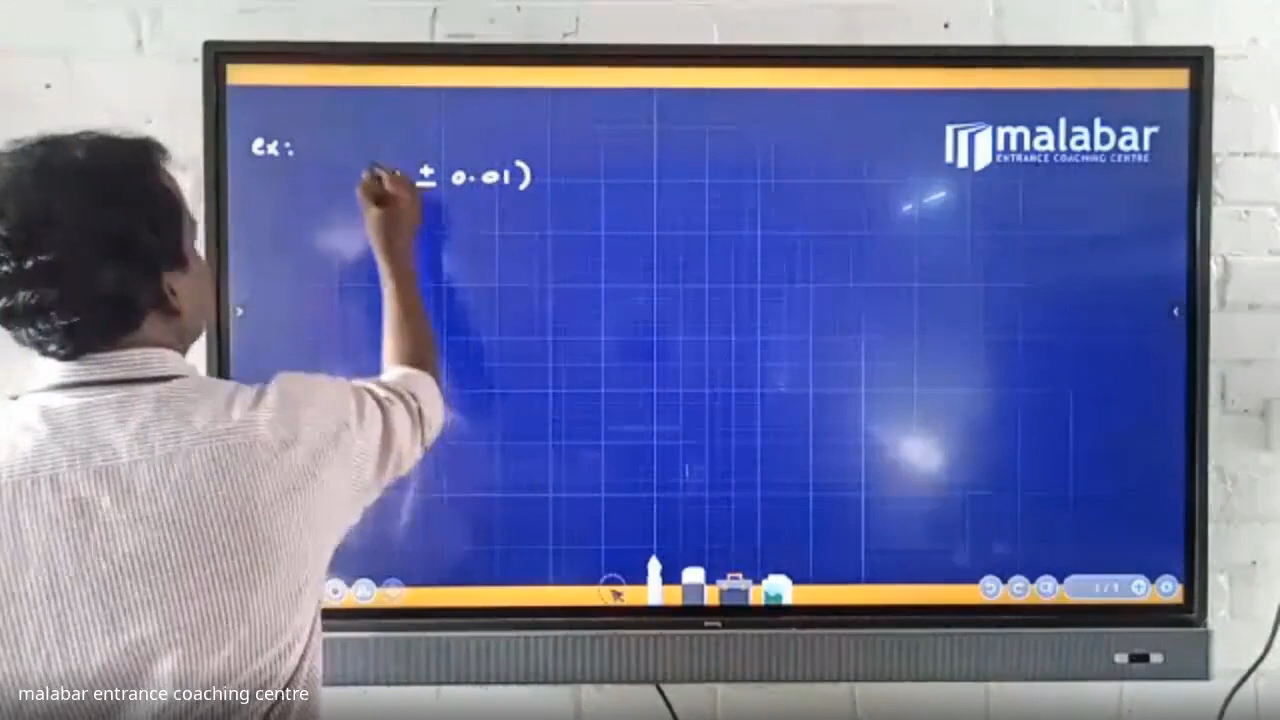 malabar
ENTRANCE COACHING CENTRE
ex:
± 0.01)
1/1
malabar entrance coaching centre